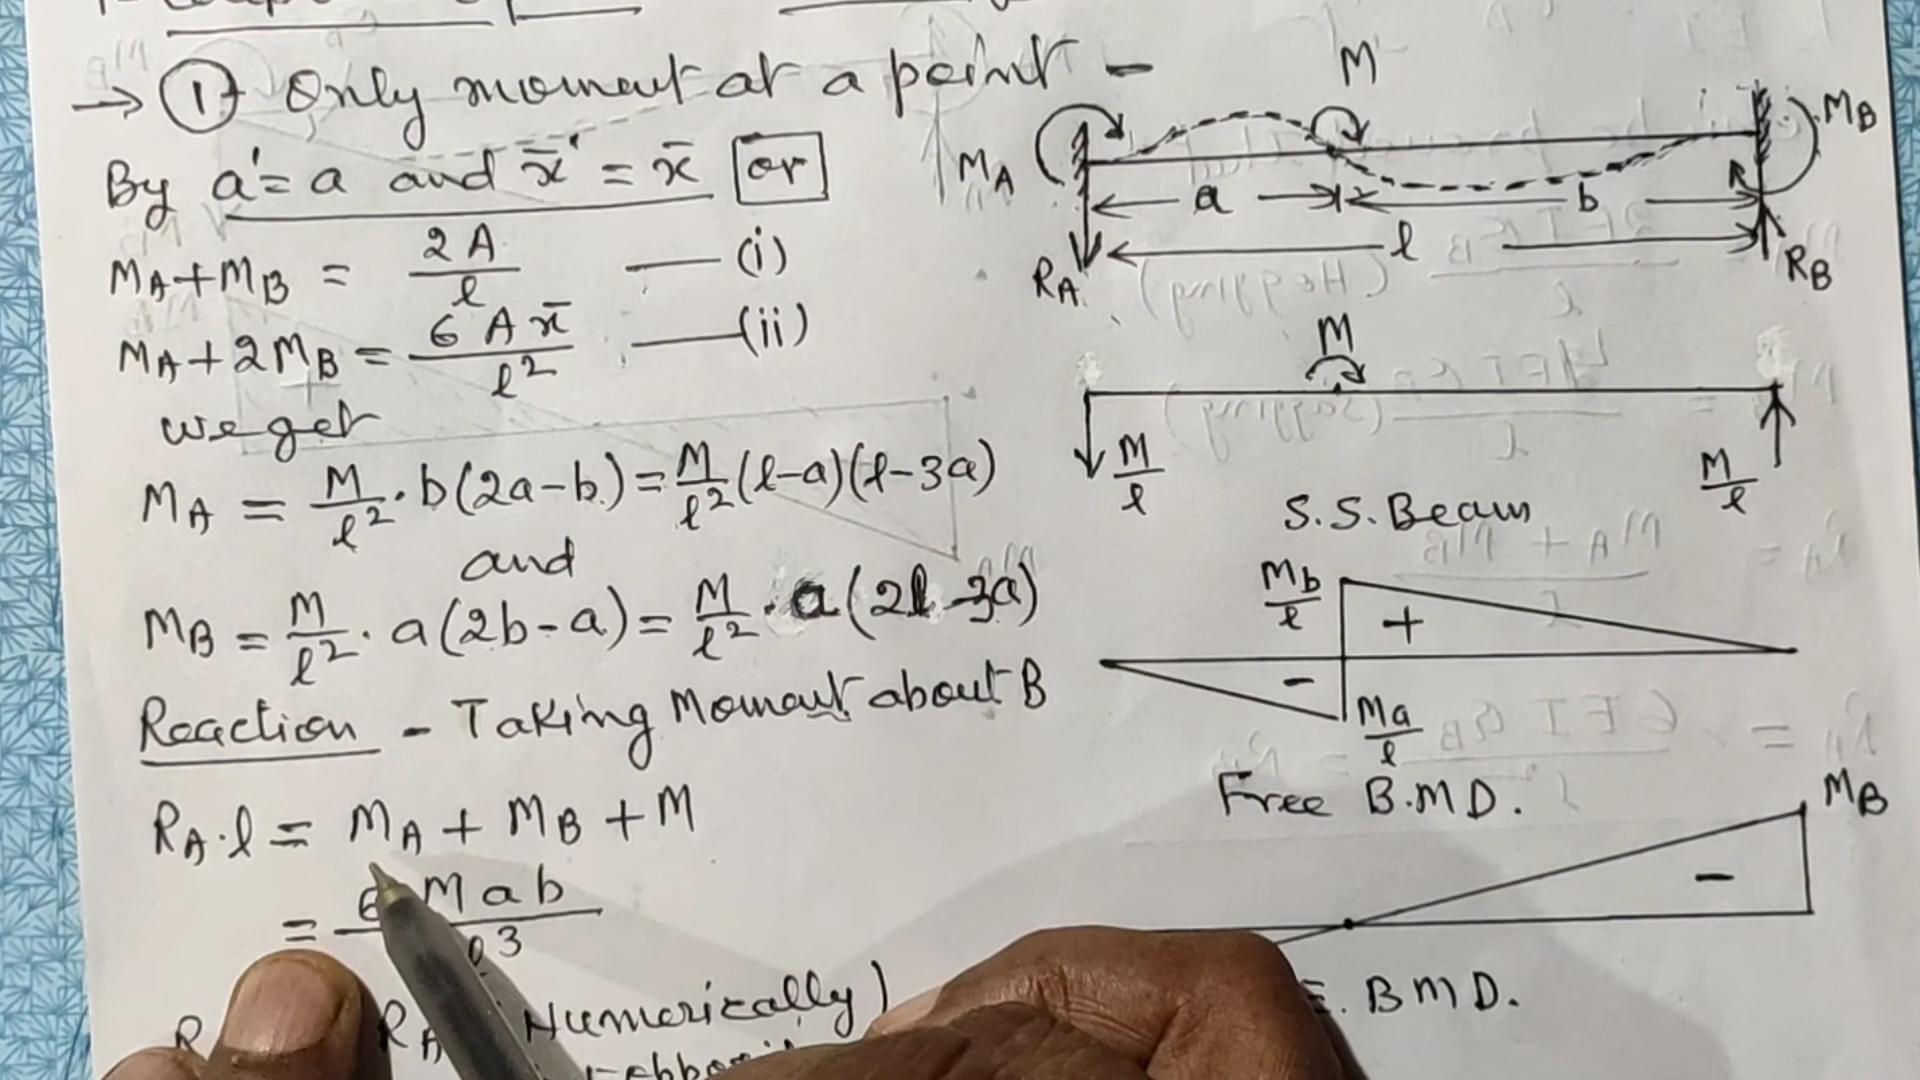 → ① Only moment at a point -
By a' = a and x̄' = x̄ or
MA + MB = 2A/l —— (i)
MA + 2MB = 6Ax̄/l² —— (ii)
we get
MA = M/l² . b(2a-b) = M/l² (l-a)(l-3a)
and
MB = M/l² . a(2b-a) = M/l² . a(2l-3a)
Reaction - Taking Moment about B
RA.l = MA + MB + M
= 6 M a b / l³
RA Numerically)
M
MA
MB
a
b
l
RA
RB
M
M/l
M/l
S.S. Beam
Mb/l
+
-
Ma/l
Free B.M.D.
MB
-
B M D.